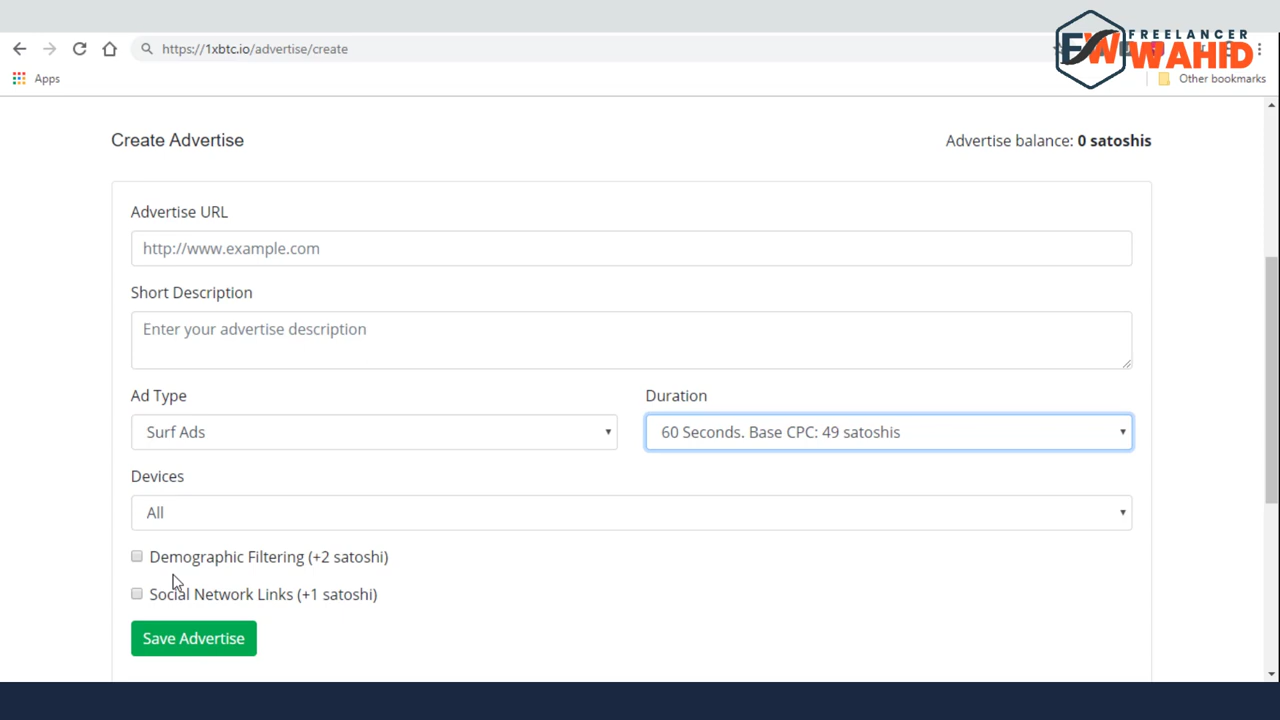 https://1xbtc.io/advertise/create
FREELANCER
WAHID
Apps
Other bookmarks
Create Advertise
Advertise balance: 0 satoshis
Advertise URL
http://www.example.com
Short Description
Enter your advertise description
Ad Type
Duration
Surf Ads
60 Seconds. Base CPC: 49 satoshis
Devices
All
Demographic Filtering (+2 satoshi)
Social Network Links (+1 satoshi)
Save Advertise